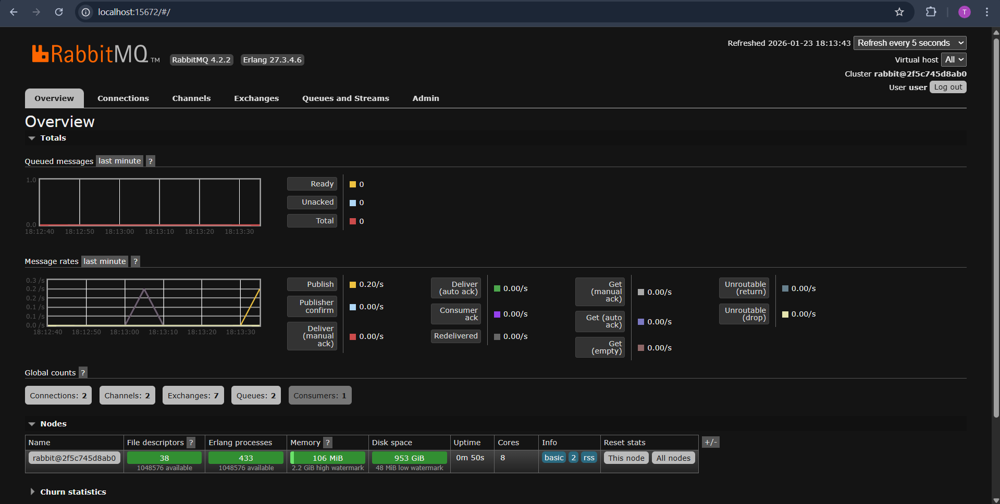 localhost:15672/#/
T
RabbitMQ TM
RabbitMQ 4.2.2 Erlang 27.3.4.6
Refreshed 2026-01-23 18:13:43 Refresh every 5 seconds
Virtual host All
Cluster rabbit@2f5c745d8ab0
User user Log out
Overview Connections Channels Exchanges Queues and Streams Admin
Overview
Totals
Queued messages last minute ?
1.0
0.0
18:12:40 18:12:50 18:13:00 18:13:10 18:13:20 18:13:30
Ready 0
Unacked 0
Total 0
Message rates last minute ?
0.3 /s
0.2 /s
0.2 /s
0.1 /s
0.1 /s
0.0 /s
18:12:40 18:12:50 18:13:00 18:13:10 18:13:20 18:13:30
Publish 0.20/s
Publisher
confirm 0.00/s
Deliver
(manual
ack) 0.00/s
Deliver
(auto ack) 0.00/s
Consumer
ack 0.00/s
Redelivered 0.00/s
Get
(manual
ack) 0.00/s
Get (auto
ack) 0.00/s
Get
(empty) 0.00/s
Unroutable
(return) 0.00/s
Unroutable
(drop) 0.00/s
Global counts ?
Connections: 2 Channels: 2 Exchanges: 7 Queues: 2 Consumers: 1
Nodes
Name File descriptors ? Erlang processes Memory ? Disk space Uptime Cores Info Reset stats +/-
rabbit@2f5c745d8ab0 38 433 106 MiB 953 GiB 0m 50s 8 basic 2 rss This node All nodes
1048576 available 1048576 available 2.2 GiB high watermark 48 MiB low watermark
Churn statistics